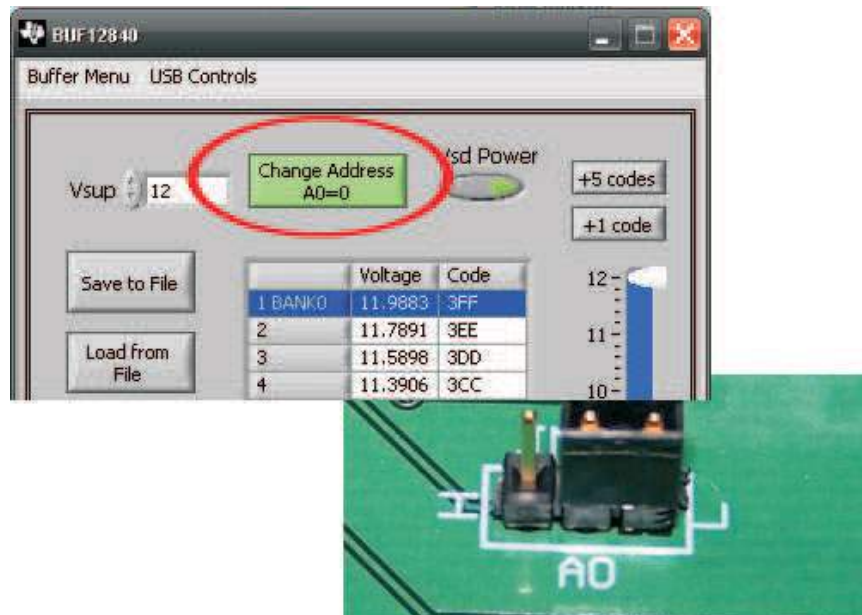 BUF12840
Buffer Menu USB Controls
Vsup 12
Change Address
A0=0
Vsd Power
+5 codes
+1 code
Save to File
Load from
File
Voltage Code
1 BANK0 11.9883 3FF
2 11.7891 3EE
3 11.5898 3DD
4 11.3906 3CC
12
11
10
H
L
A0